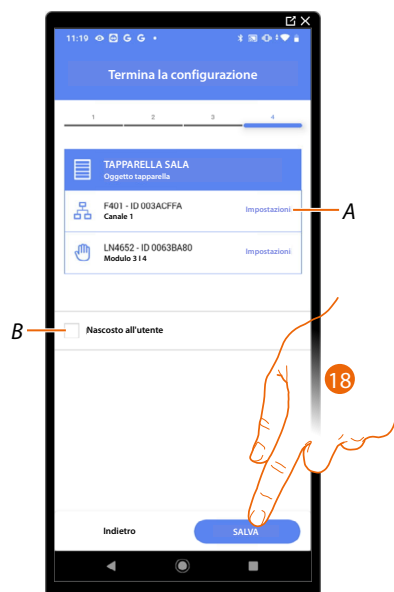 11:19 G G
Termina la configurazione
1 2 3 4
TAPPARELLA SALA
Oggetto tapparella
F401 - ID 003ACFFA
Canale 1
Impostazioni
A
LN4652 - ID 0063BA80
Modulo 3 I 4
Impostazioni
B
Nascosto all'utente
18
Indietro
SALVA